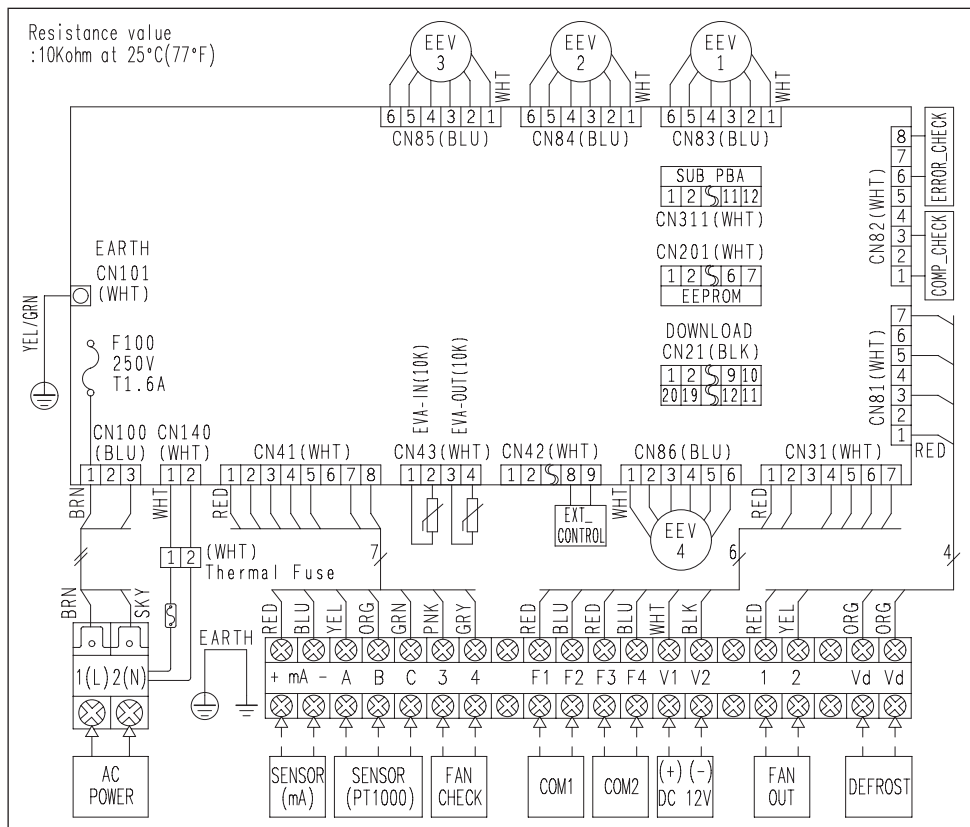 Resistance value
:10Kohm at 25°C(77°F)
EEV 3
EEV 2
EEV 1
WHT
WHT
WHT
6 5 4 3 2 1
6 5 4 3 2 1
6 5 4 3 2 1
CN85(BLU)
CN84(BLU)
CN83(BLU)
SUB PBA
1 2 11 12
CN311(WHT)
CN201(WHT)
1 2 6 7
EEPROM
DOWNLOAD
CN21(BLK)
1 2 9 10
20 19 12 11
8
7
6
5
4
3
2
1
CN82(WHT)
ERROR_CHECK
COMP_CHECK
7
6
5
4
3
2
1
CN81(WHT)
RED
EARTH
CN101
(WHT)
YEL/GRN
F100
250V
T1.6A
CN100
(BLU)
CN140
(WHT)
CN41(WHT)
EVA-IN(10K)
EVA-OUT(10K)
CN43(WHT)
CN42(WHT)
CN86(BLU)
CN31(WHT)
1 2 3
1 2
1 2 3 4 5 6 7 8
1 2 3 4
1 2 8 9
1 2 3 4 5 6
1 2 3 4 5 6 7
BRN
WHT
RED
EXT_
CONTROL
WHT
EEV
4
RED
1 2
(WHT)
Thermal Fuse
7
6
4
BRN
SKY
EARTH
RED
BLU
YEL
ORG
GRN
PNK
GRY
RED
BLU
RED
BLU
WHT
BLK
RED
YEL
ORG
ORG
1(L) 2(N)
+ mA - A B C 3 4 F1 F2 F3 F4 V1 V2 1 2 Vd Vd
AC
POWER
SENSOR
(mA)
SENSOR
(PT1000)
FAN
CHECK
COM1
COM2
(+) (-)
DC 12V
FAN
OUT
DEFROST